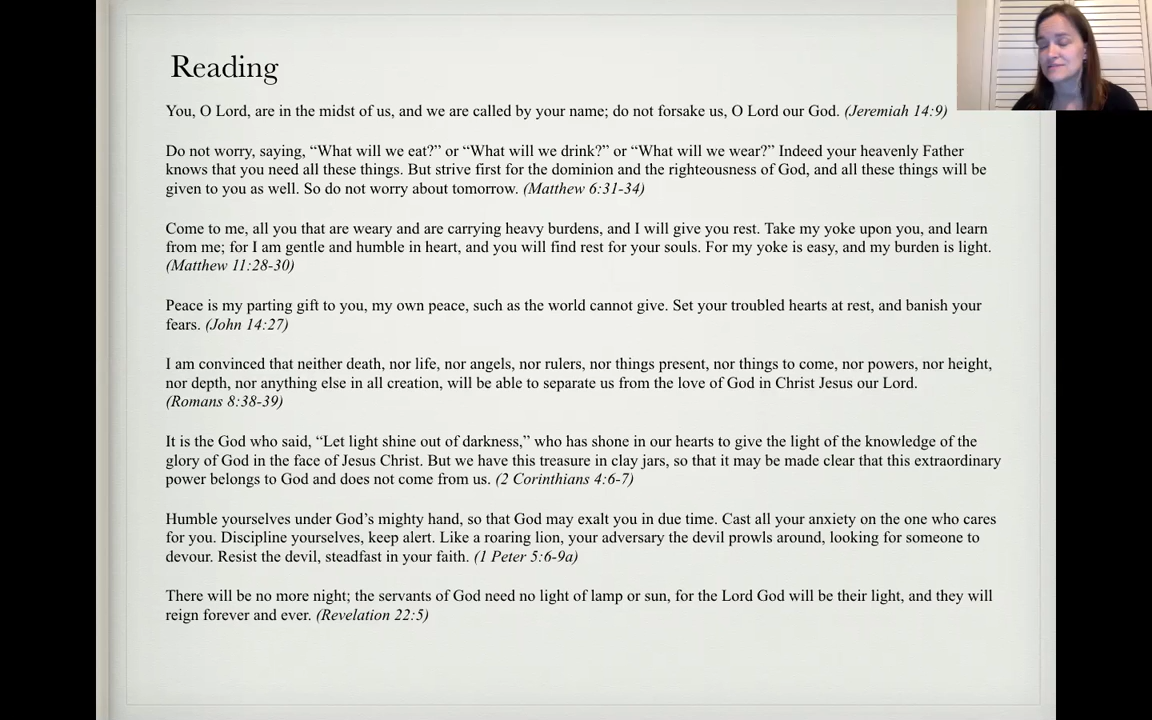 Reading
You, O Lord, are in the midst of us, and we are called by your name; do not forsake us, O Lord our God. (Jeremiah 14:9)
Do not worry, saying, “What will we eat?” or “What will we drink?” or “What will we wear?” Indeed your heavenly Father
knows that you need all these things. But strive first for the dominion and the righteousness of God, and all these things will be
given to you as well. So do not worry about tomorrow. (Matthew 6:31-34)
Come to me, all you that are weary and are carrying heavy burdens, and I will give you rest. Take my yoke upon you, and learn
from me; for I am gentle and humble in heart, and you will find rest for your souls. For my yoke is easy, and my burden is light.
(Matthew 11:28-30)
Peace is my parting gift to you, my own peace, such as the world cannot give. Set your troubled hearts at rest, and banish your
fears. (John 14:27)
I am convinced that neither death, nor life, nor angels, nor rulers, nor things present, nor things to come, nor powers, nor height,
nor depth, nor anything else in all creation, will be able to separate us from the love of God in Christ Jesus our Lord.
(Romans 8:38-39)
It is the God who said, “Let light shine out of darkness,” who has shone in our hearts to give the light of the knowledge of the
glory of God in the face of Jesus Christ. But we have this treasure in clay jars, so that it may be made clear that this extraordinary
power belongs to God and does not come from us. (2 Corinthians 4:6-7)
Humble yourselves under God’s mighty hand, so that God may exalt you in due time. Cast all your anxiety on the one who cares
for you. Discipline yourselves, keep alert. Like a roaring lion, your adversary the devil prowls around, looking for someone to
devour. Resist the devil, steadfast in your faith. (1 Peter 5:6-9a)
There will be no more night; the servants of God need no light of lamp or sun, for the Lord God will be their light, and they will
reign forever and ever. (Revelation 22:5)